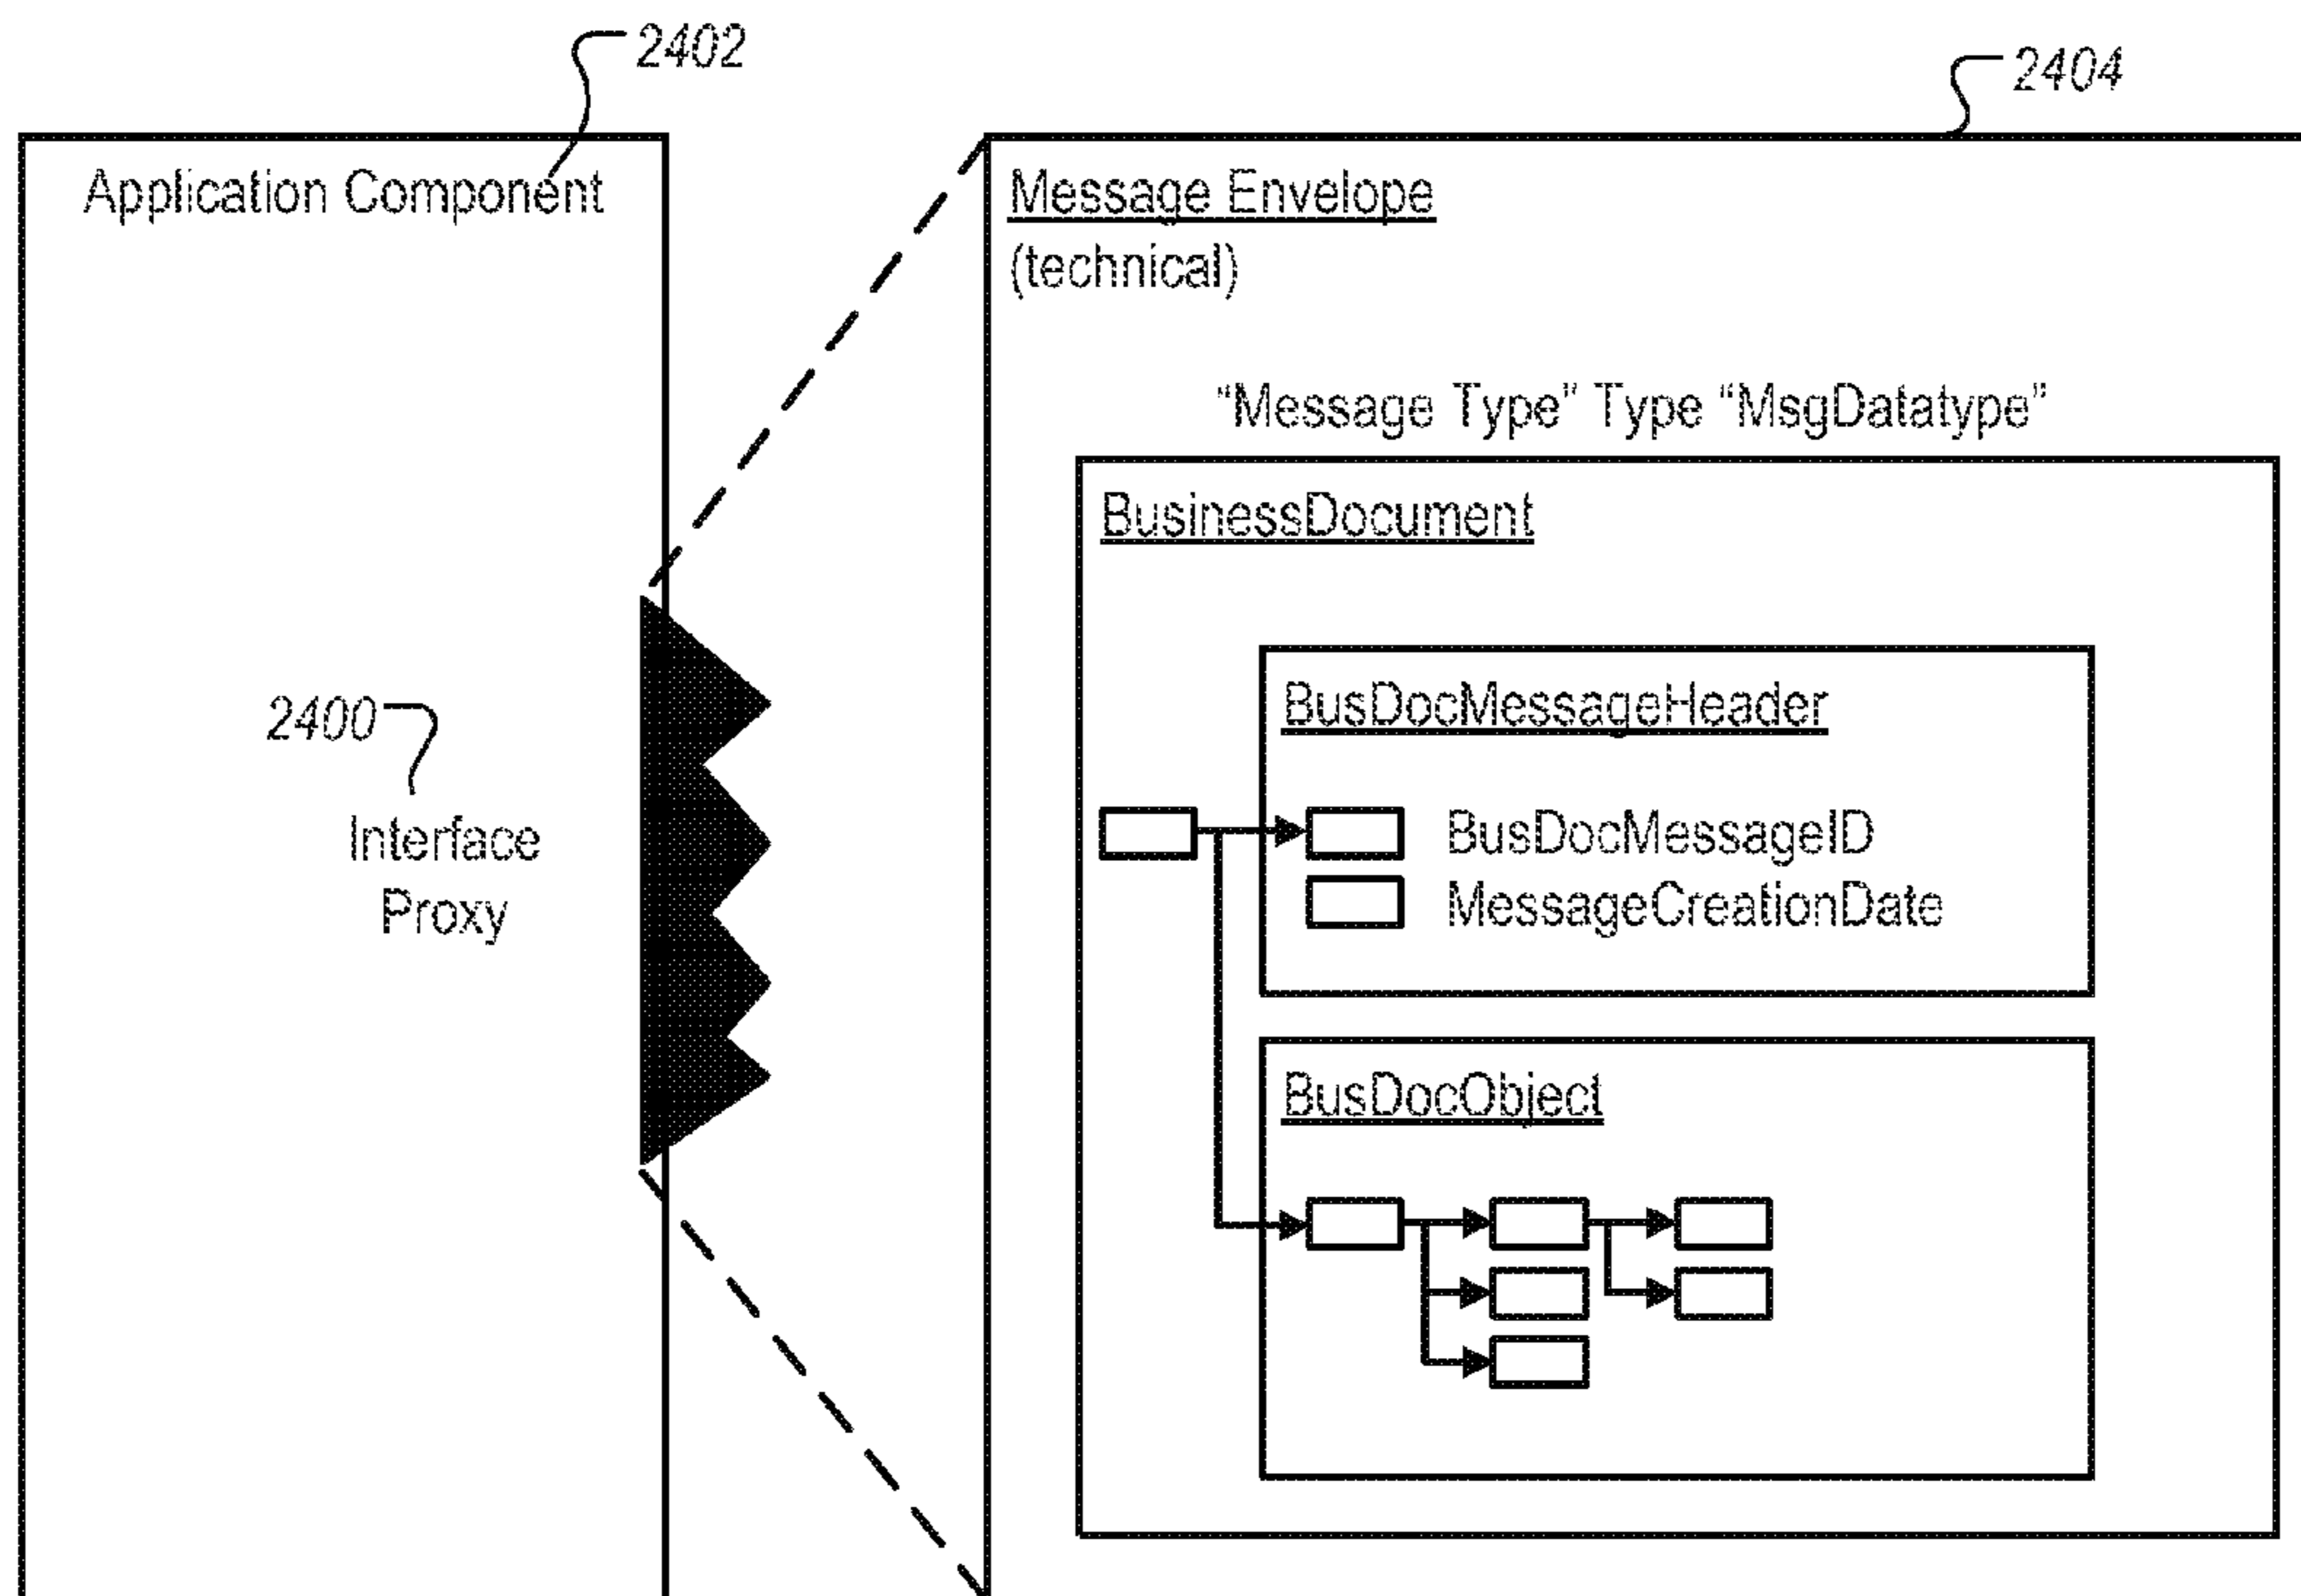 2402
2404
Application Component
Message Envelope
(technical)
“Message Type” Type “MsgDatatype”
BusinessDocument
BusDocMessageHeader
2400
Interface
Proxy
BusDocMessageID
MessageCreationDate
BusDocObject